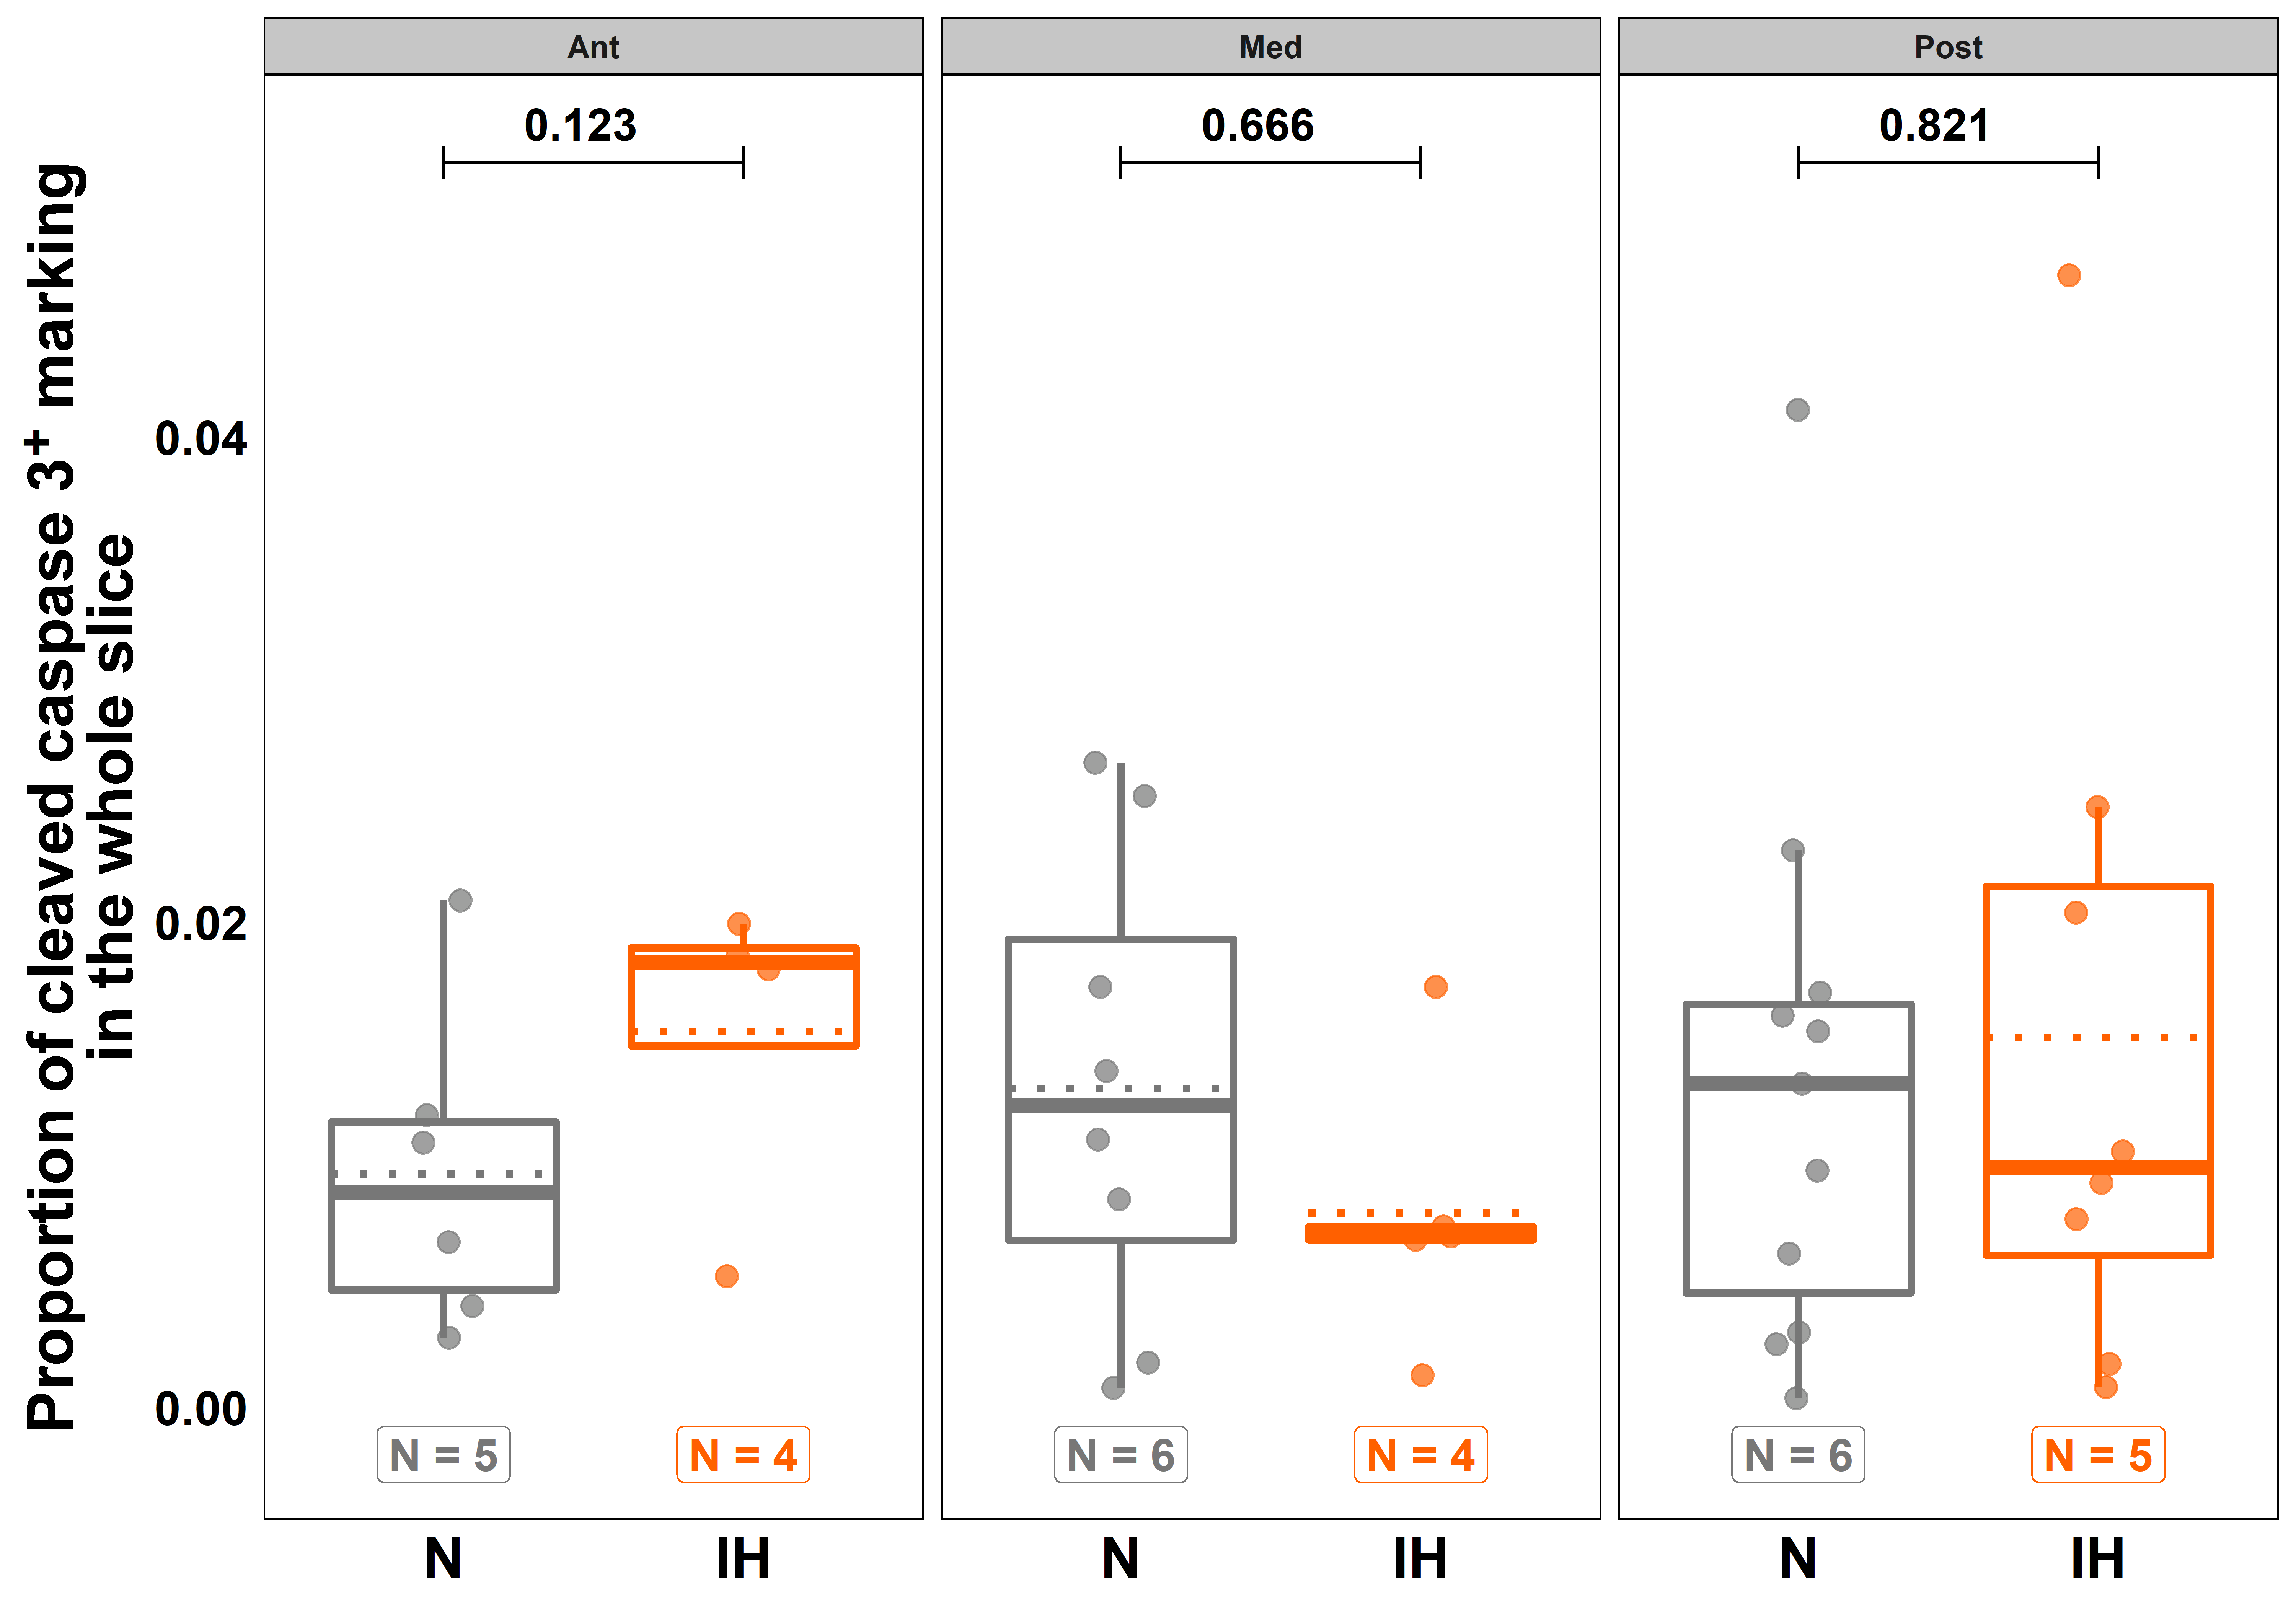 Ant
Med
Post
0.123
0.666
0.821
Proportion of cleaved caspase 3⁺ marking
in the whole slice
0.04
0.02
0.00
N = 5
N = 4
N = 6
N = 4
N = 6
N = 5
N
IH
N
IH
N
IH